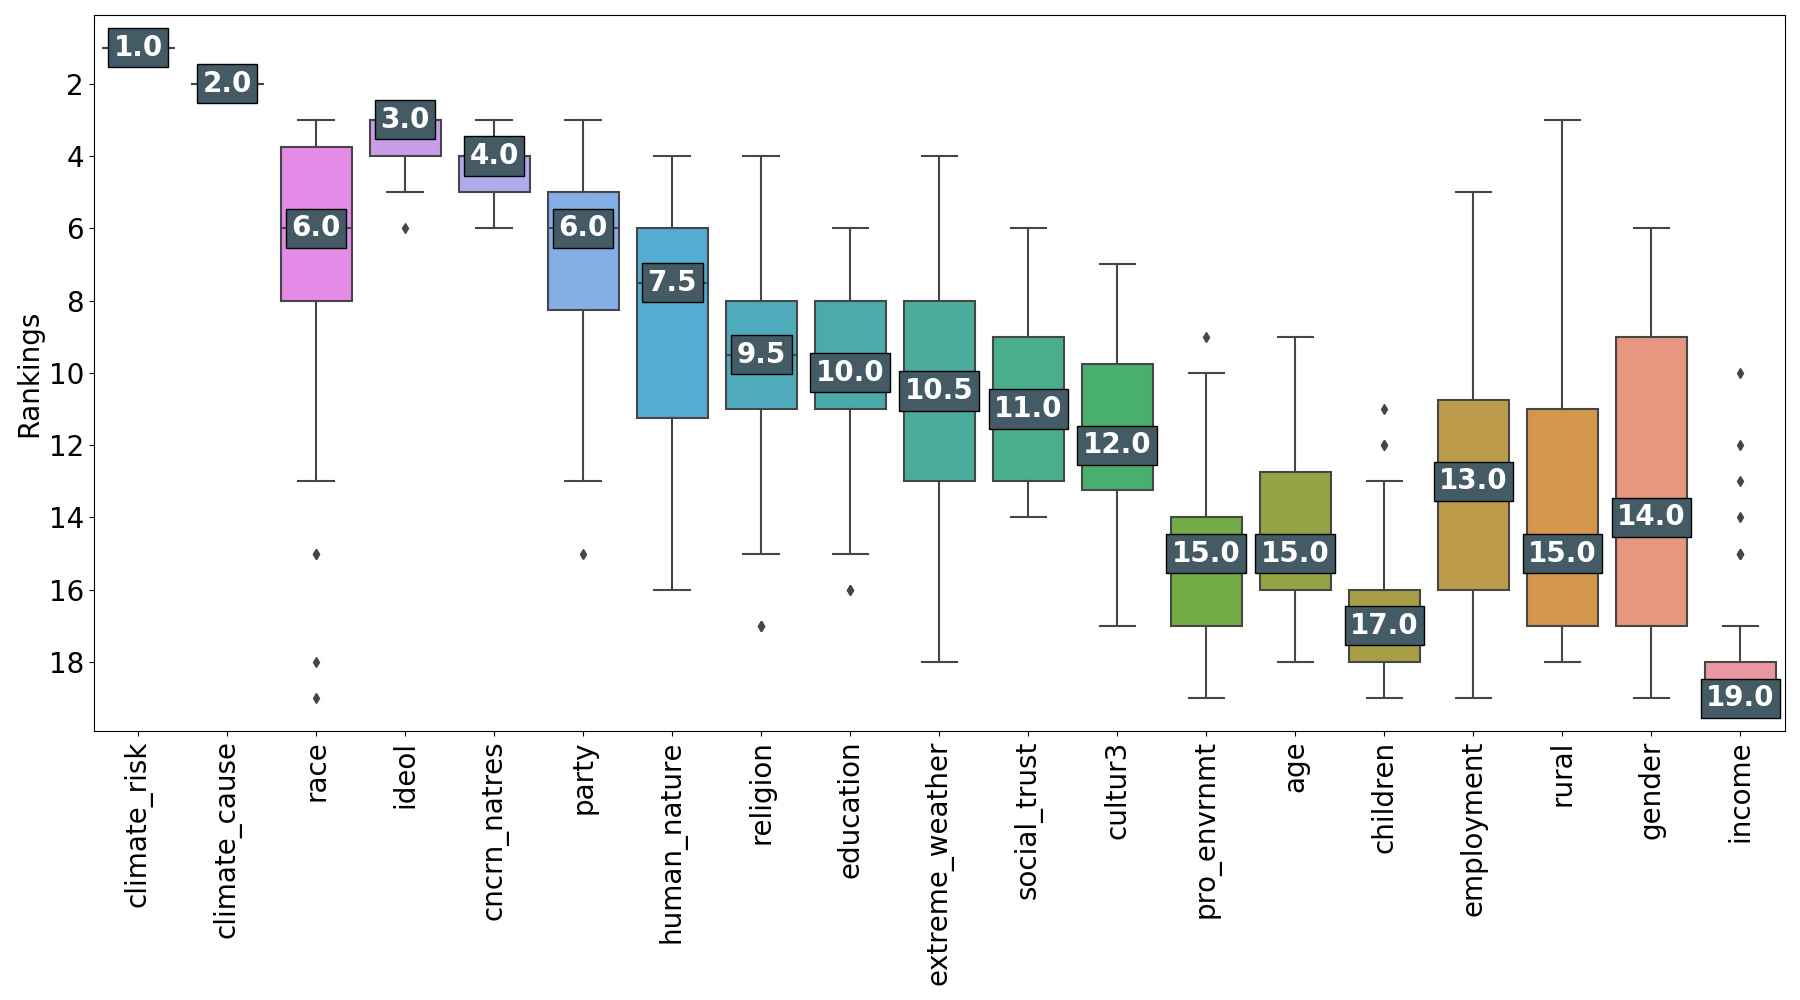 Rankings
2
4
6
8
10
12
14
16
18
1.0
2.0
6.0
3.0
4.0
6.0
7.5
9.5
10.0
10.5
11.0
12.0
15.0
15.0
17.0
13.0
15.0
14.0
19.0
climate_risk
climate_cause
race
ideol
cncrn_natres
party
human_nature
religion
education
extreme_weather
social_trust
cultur3
pro_envrnmt
age
children
employment
rural
gender
income